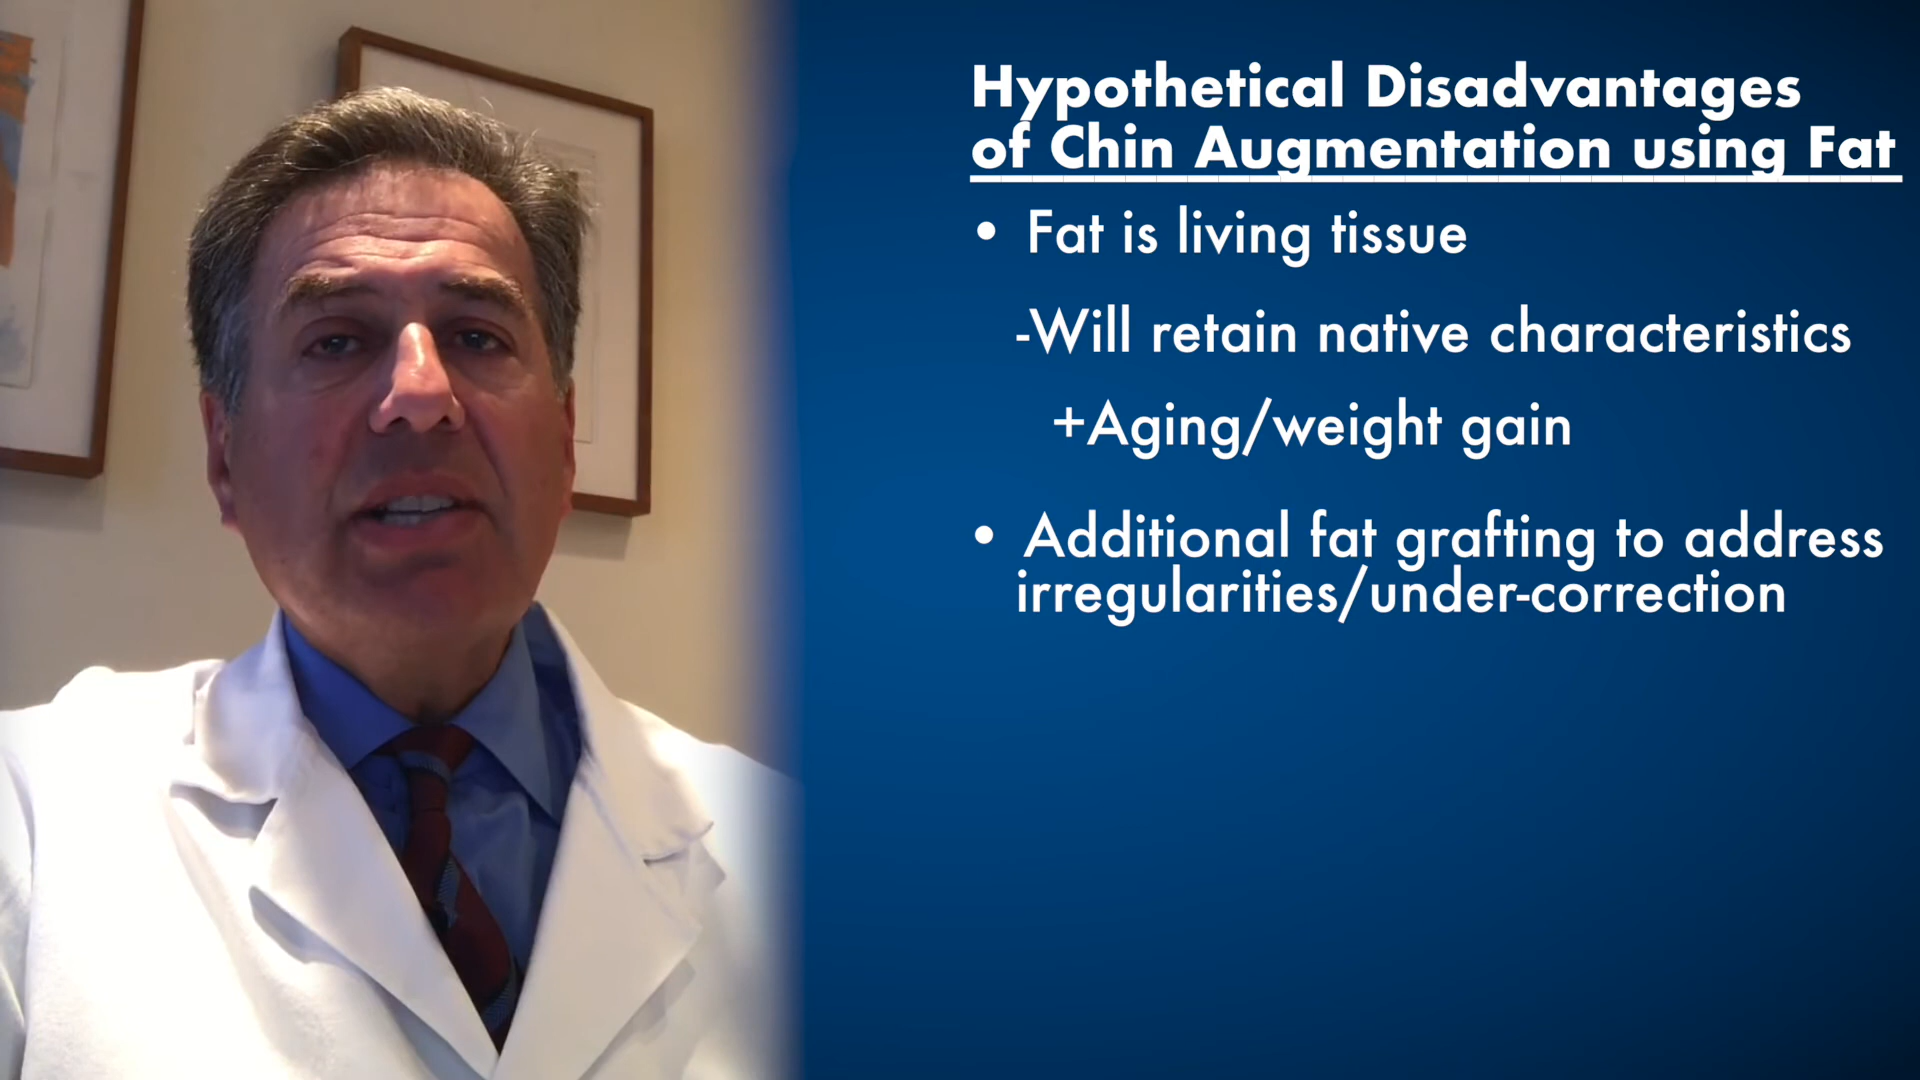 Hypothetical Disadvantages
of Chin Augmentation using Fat
• Fat is living tissue
-Will retain native characteristics
+Aging/weight gain
• Additional fat grafting to address
irregularities/under-correction